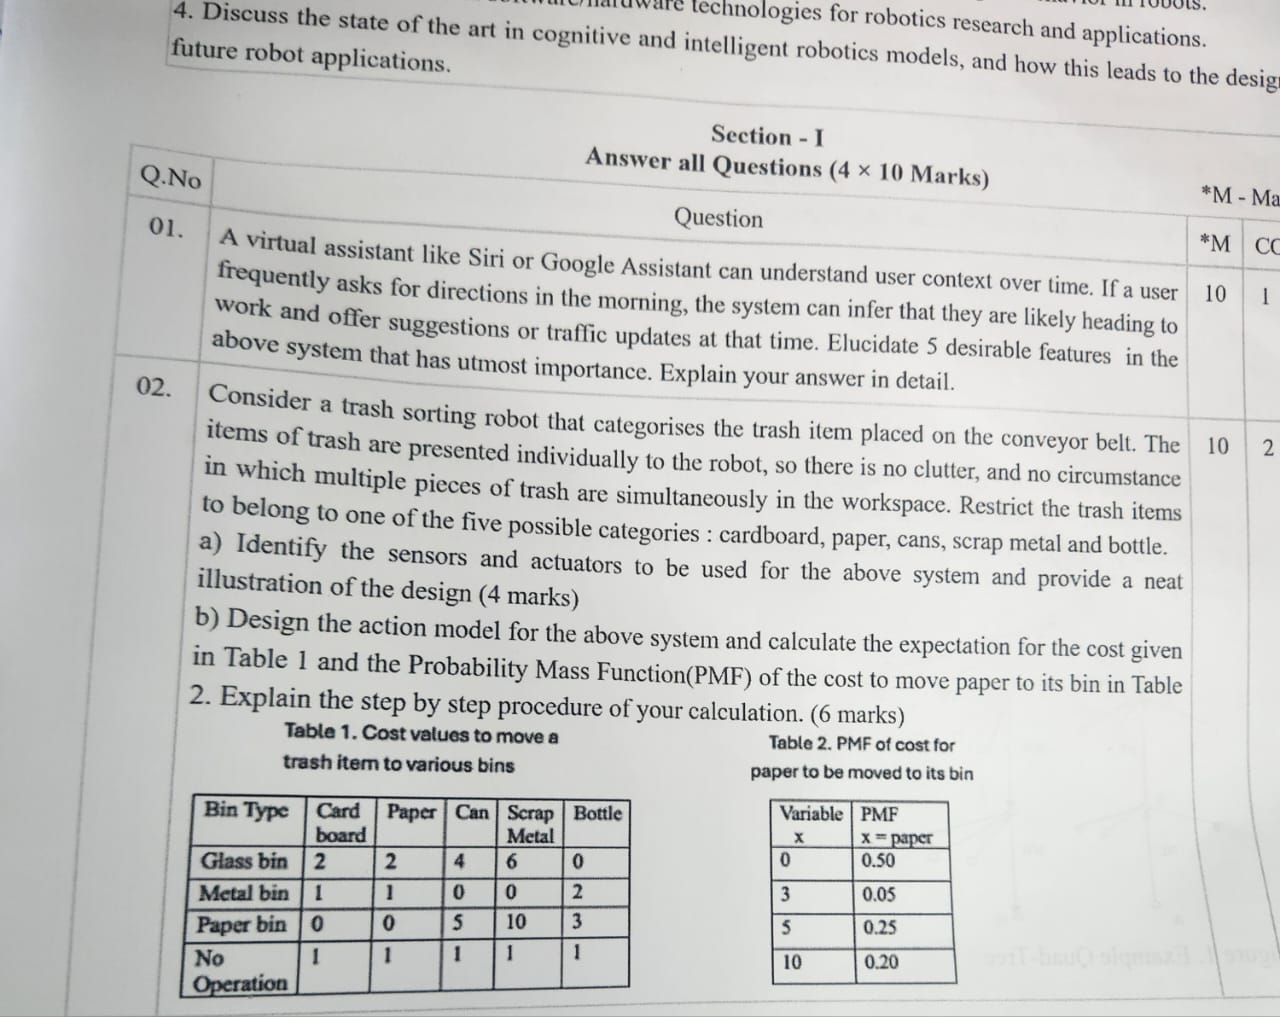 technologies for robotics research and applications.
4. Discuss the state of the art in cognitive and intelligent robotics models, and how this leads to the
future robot applications.
Section - I
Answer all Questions (4 × 10 Marks)
*M - Ma
Q.No Question *M CO
01. A virtual assistant like Siri or Google Assistant can understand user context over time. If a user 10 1
frequently asks for directions in the morning, the system can infer that they are likely heading to
work and offer suggestions or traffic updates at that time. Elucidate 5 desirable features in the
above system that has utmost importance. Explain your answer in detail.
02. Consider a trash sorting robot that categorises the trash item placed on the conveyor belt. The 10 2
items of trash are presented individually to the robot, so there is no clutter, and no circumstance
in which multiple pieces of trash are simultaneously in the workspace. Restrict the trash items
to belong to one of the five possible categories : cardboard, paper, cans, scrap metal and bottle.
a) Identify the sensors and actuators to be used for the above system and provide a neat
illustration of the design (4 marks)
b) Design the action model for the above system and calculate the expectation for the cost given
in Table 1 and the Probability Mass Function(PMF) of the cost to move paper to its bin in Table
2. Explain the step by step procedure of your calculation. (6 marks)
Table 1. Cost values to move a
trash item to various bins
Bin Type Card Paper Can Scrap Bottle
board Metal
Glass bin 2 2 4 6 0
Metal bin 1 1 0 0 2
Paper bin 0 0 5 10 3
No 1 1 1 1 1
Operation
Table 2. PMF of cost for
paper to be moved to its bin
Variable PMF
x x = paper
0 0.50
3 0.05
5 0.25
10 0.20